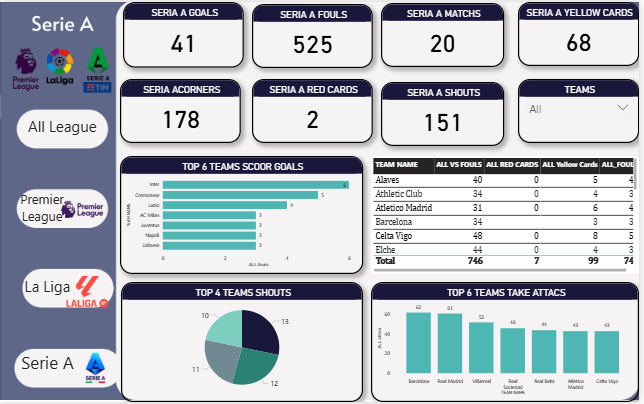 Serie A
Premier
League
LaLiga
SERIE A
TIM
All League
Premier
League
Premier
League
La Liga
LALIGA
Serie A
SERIE A
SERIA A GOALS
41
SERIA A FOULS
525
SERIA A MATCHS
20
SERIA A YELLOW CARDS
68
SERIA ACORNERS
178
SERIA A RED CARDS
2
SERIA A SHOUTS
151
TEAMS
All
TOP 6 TEAMS SCOOR GOALS
TEAM NAME
Inter 6
Cremonese 5
Lazio 4
AC Milan 3
Juventus 3
Napoli 3
Udinese 3
0 2 4 6
TEAM NAME ALL VS FOULS ALL RED CARDS ALL Yellow Cards ALL_FOUL
Alaves 40 0 5 4
Athletic Club 34 0 4 3
Atletico Madrid 31 0 6 4
Barcelona 34 3 3
Celta Vigo 48 0 8 5
Elche 44 0 4 3
Total 746 7 99 74
TOP 4 TEAMS SHOUTS
10
13
11
12
TOP 6 TEAMS TAKE ATTACS
60
40
20
0
62 61 52 46 44 43 43
Barcelona Real Madrid Villarreal Real Sociedad Real Betis Atletico Madrid Celta Vigo
TEAM NAME